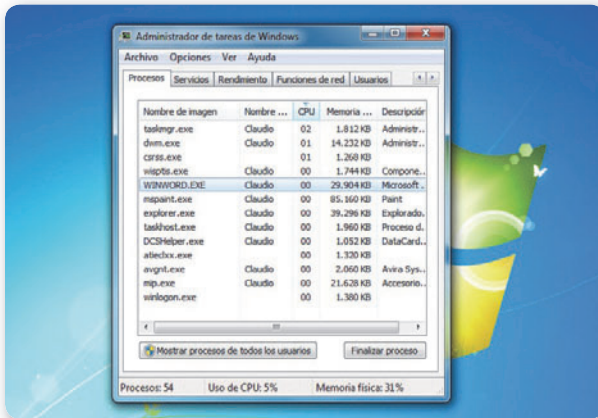 Administrador de tareas de Windows
Archivo Opciones Ver Ayuda
Procesos Servicios Rendimiento Funciones de red Usuarios
Nombre de imagen Nombre ... CPU Memoria ... Descripción
taskmgr.exe Claudio 02 1.812 KB Administr...
dwm.exe Claudio 01 14.232 KB Administr...
csrss.exe 01 1.268 KB
wisptis.exe Claudio 00 1.744 KB Compone...
WINWORD.EXE Claudio 00 29.904 KB Microsoft .
mspaint.exe Claudio 00 85.160 KB Paint
explorer.exe Claudio 00 39.296 KB Explorado.
taskhost.exe Claudio 00 1.960 KB Proceso d.
DCSHelper.exe Claudio 00 1.052 KB DataCard..
atieclxx.exe 00 1.320 KB
avgnt.exe Claudio 00 2.060 KB Avira Sys..
mip.exe Claudio 00 21.628 KB Accesorio..
winlogon.exe 00 1.380 KB
Mostrar procesos de todos los usuarios Finalizar proceso
Procesos: 54 Uso de CPU: 5% Memoria física: 31%